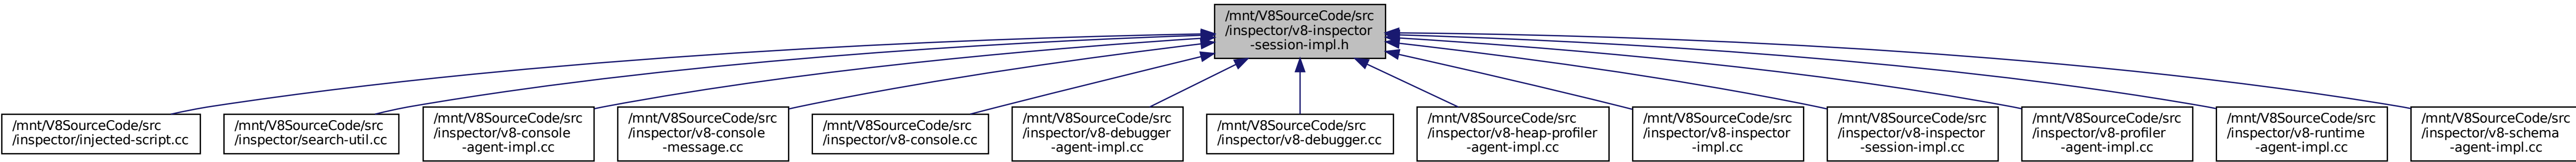 /mnt/V8SourceCode/src
/inspector/v8-inspector
-session-impl.h
/mnt/V8SourceCode/src
/inspector/injected-script.cc
/mnt/V8SourceCode/src
/inspector/search-util.cc
/mnt/V8SourceCode/src
/inspector/v8-console
-agent-impl.cc
/mnt/V8SourceCode/src
/inspector/v8-console
-message.cc
/mnt/V8SourceCode/src
/inspector/v8-console.cc
/mnt/V8SourceCode/src
/inspector/v8-debugger
-agent-impl.cc
/mnt/V8SourceCode/src
/inspector/v8-debugger.cc
/mnt/V8SourceCode/src
/inspector/v8-heap-profiler
-agent-impl.cc
/mnt/V8SourceCode/src
/inspector/v8-inspector
-impl.cc
/mnt/V8SourceCode/src
/inspector/v8-inspector
-session-impl.cc
/mnt/V8SourceCode/src
/inspector/v8-profiler
-agent-impl.cc
/mnt/V8SourceCode/src
/inspector/v8-runtime
-agent-impl.cc
/mnt/V8SourceCode/src
/inspector/v8-schema
-agent-impl.cc